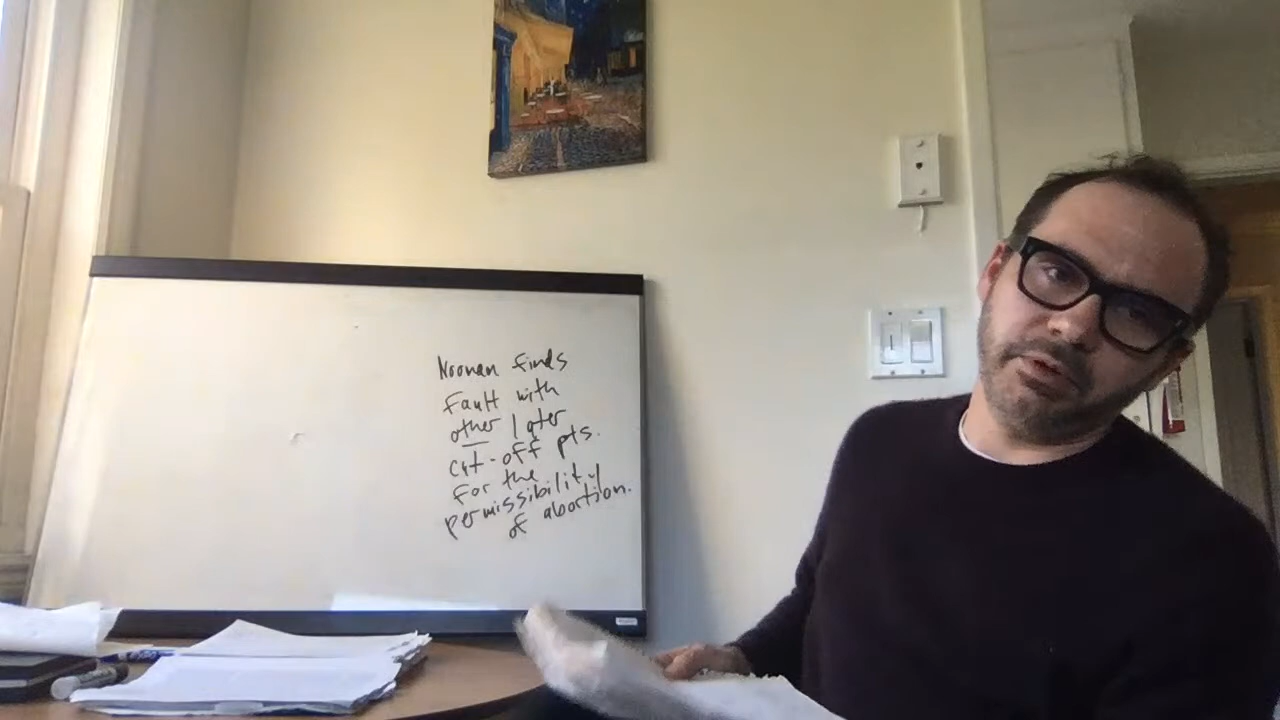 Noonan finds
fault with
other later
cut-off pts.
for the
permissibility
of abortion.